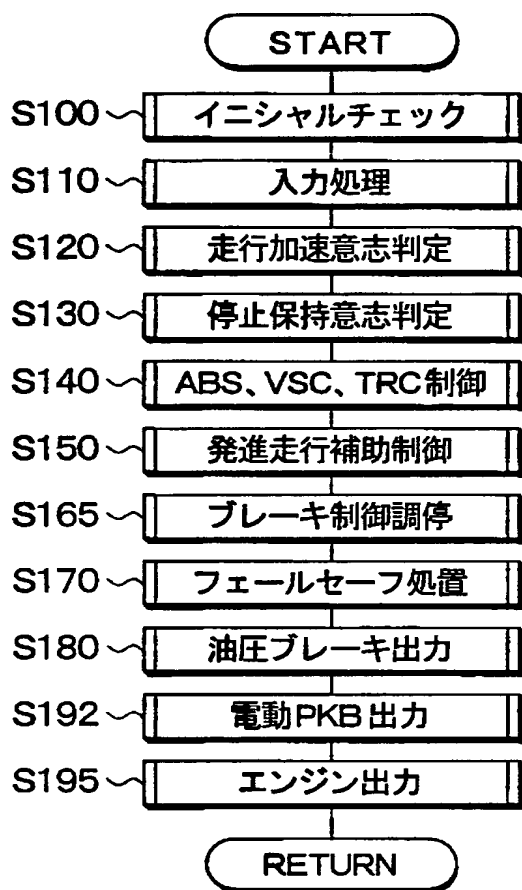 START
S100 イニシャルチェック
S110 入力処理
S120 走行加速意志判定
S130 停止保持意志判定
S140 ABS、VSC、TRC制御
S150 発進走行補助制御
S165 ブレーキ制御調停
S170 フェールセーフ処置
S180 油圧ブレーキ出力
S192 電動PKB出力
S195 エンジン出力
RETURN